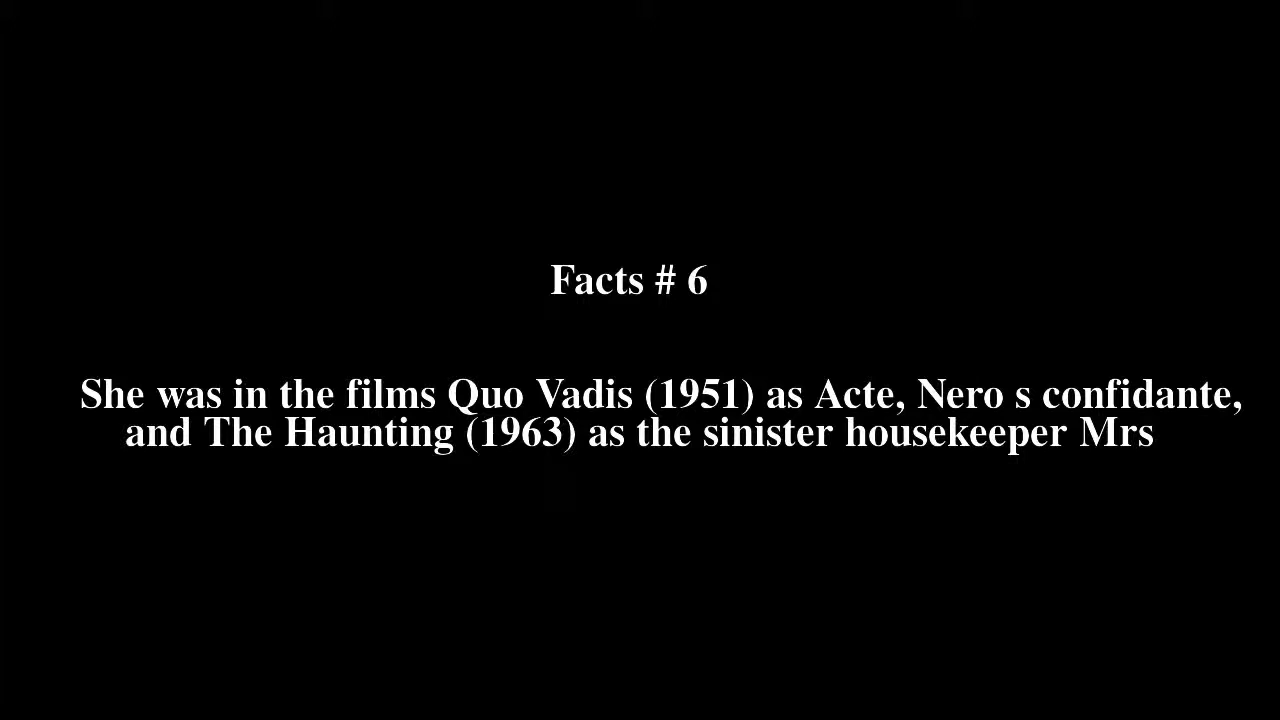 Facts # 6
She was in the films Quo Vadis (1951) as Acte, Nero s confidante,
and The Haunting (1963) as the sinister housekeeper Mrs